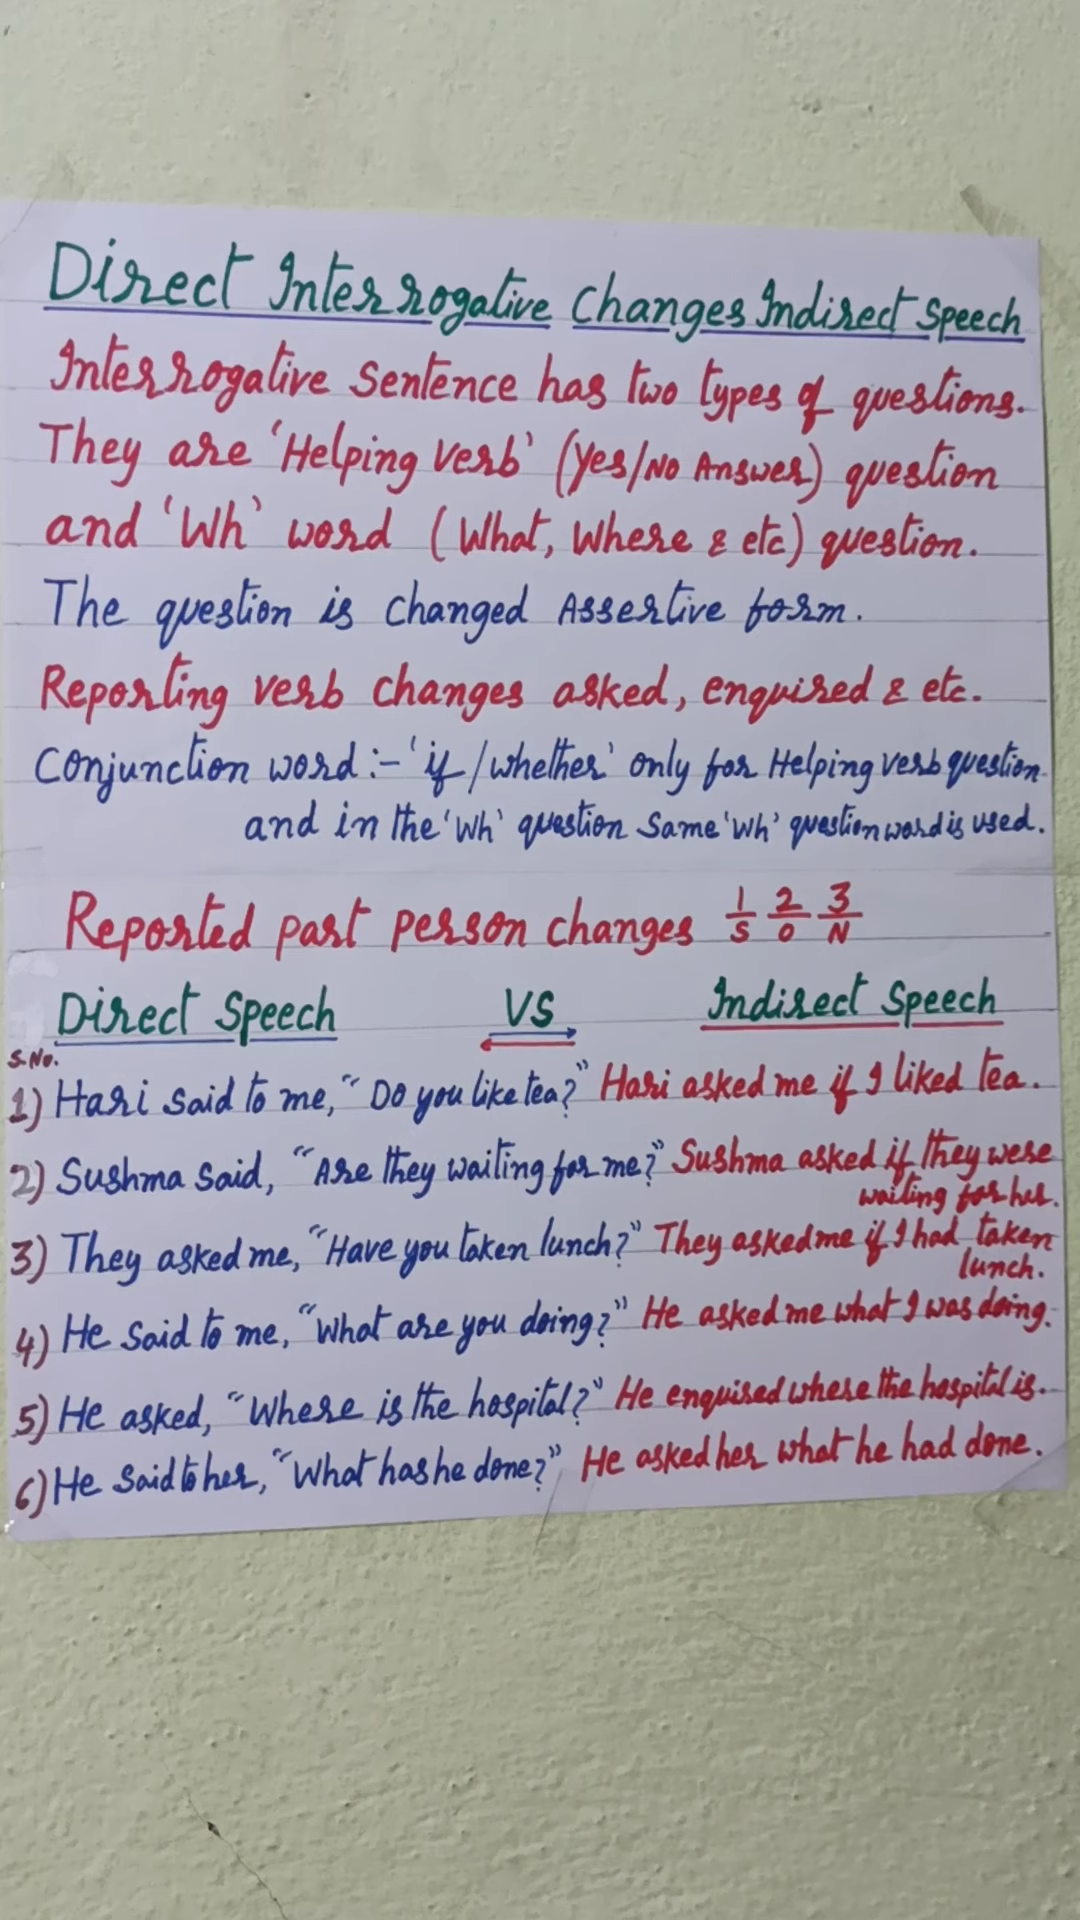 Direct Interrogative Changes Indirect Speech
Interrogative Sentence has two types of questions.
They are 'Helping verb' (Yes/No Answer) question
and 'Wh' word (What, Where & etc) question.
The question is changed Assertive form.
Reporting verb changes asked, enquired & etc.
Conjunction word :- 'if/whether' only for Helping verb question
and in the 'Wh' question Same 'Wh' question word is used.
Reported part person changes 1/S 2/O 3/N
Direct Speech VS Indirect Speech
S.No.
1) Hari said to me, "Do you like tea?" Hari asked me if I liked tea.
2) Sushma said, "Are they waiting for me?" Sushma asked if they were
waiting for her.
3) They asked me, "Have you taken lunch?" They asked me if I had taken
lunch.
4) He said to me, "What are you doing?" He asked me what I was doing.
5) He asked, "Where is the hospital?" He enquired where the hospital is.
6) He said to her, "What has he done?" He asked her what he had done.